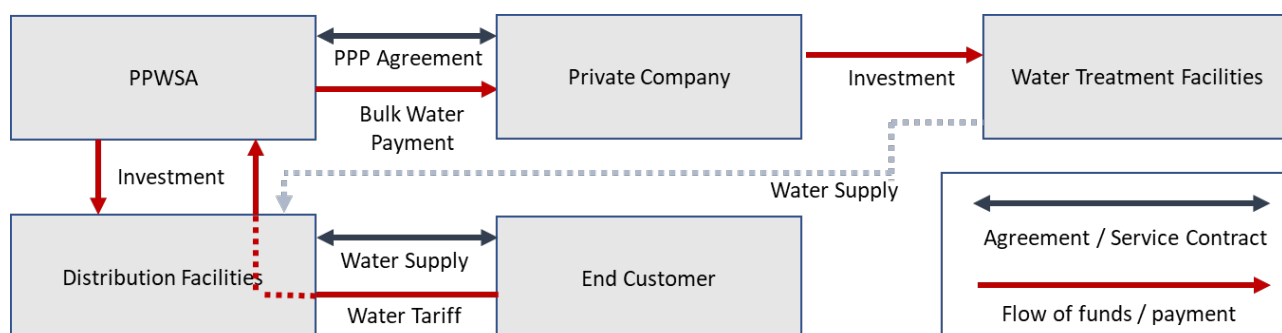 PPWSA
PPP Agreement
Bulk Water
Payment
Private Company
Investment
Water Treatment Facilities
Investment
Water Supply
Distribution Facilities
Water Supply
Water Tariff
End Customer
Agreement / Service Contract
Flow of funds / payment